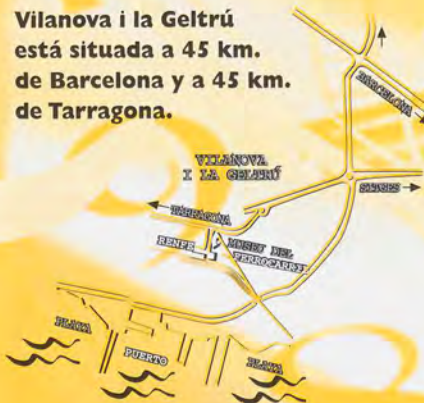 Vilanova i la Geltrú
está situada a 45 km.
de Barcelona y a 45 km.
de Tarragona.
BARCELONA
VILANOVA
I LA GELTRÚ
SITGES
TARRAGONA
RENFE
MUSEU DEL
FERROCARRIL
PLAYA
PUERTO
PLAYA